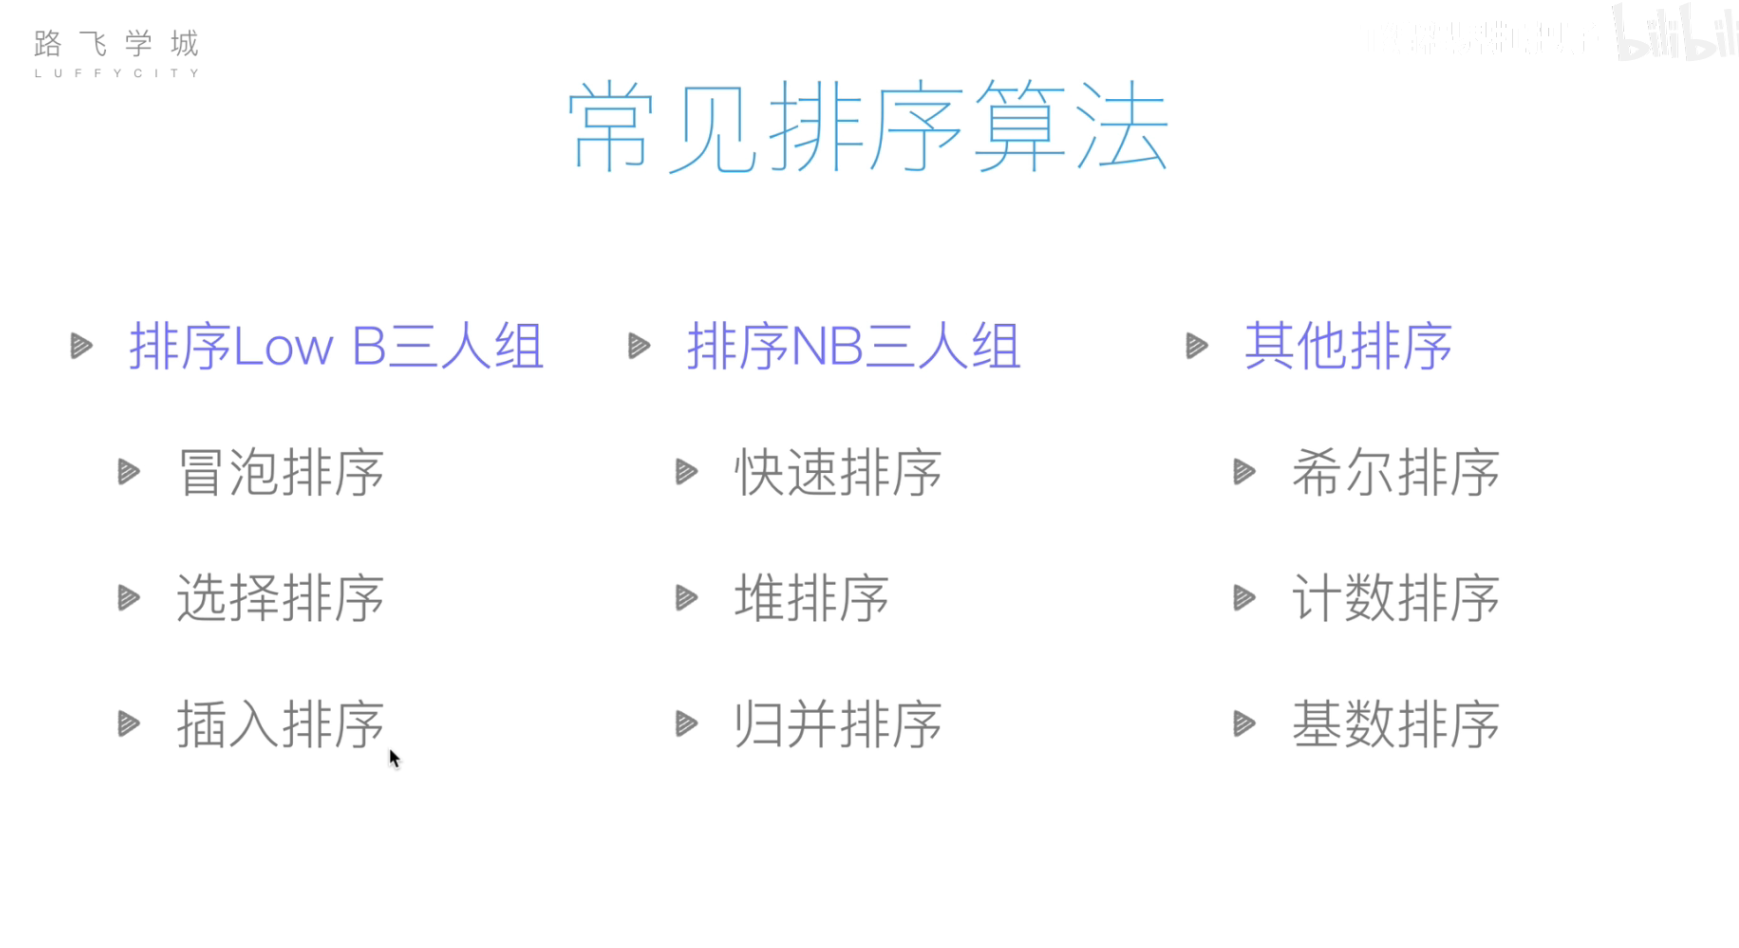 路飞学城
LUFFYCITY
bilibili
常见排序算法
排序Low B三人组
冒泡排序
选择排序
插入排序
排序NB三人组
快速排序
堆排序
归并排序
其他排序
希尔排序
计数排序
基数排序